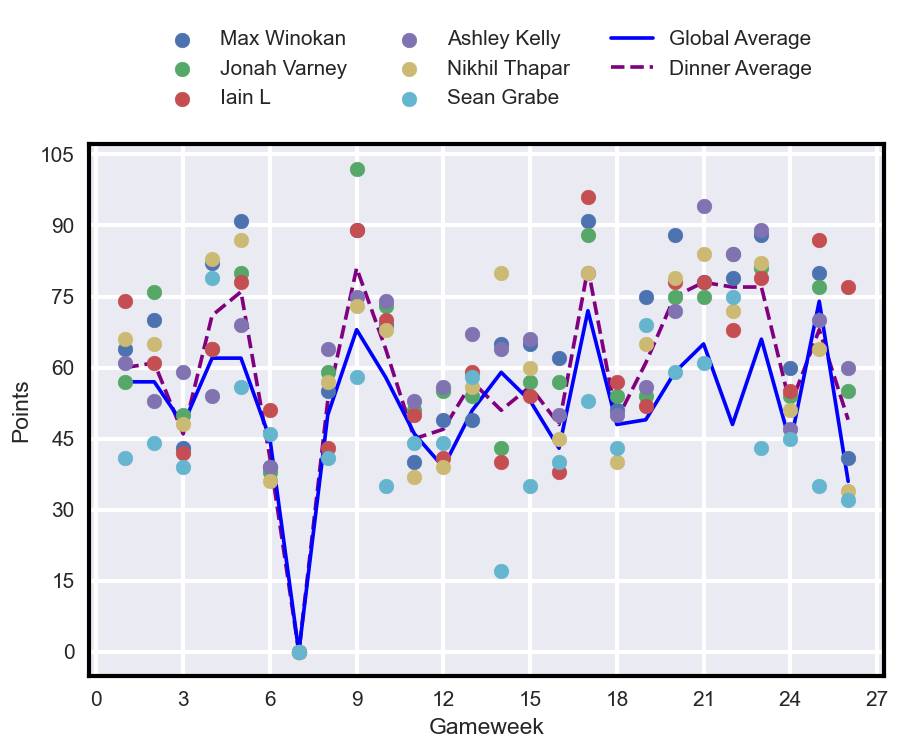 Max Winokan Ashley Kelly Global Average
Jonah Varney Nikhil Thapar Dinner Average
Iain L Sean Grabe
105
90
75
60
45
30
15
0
Points
0 3 6 9 12 15 18 21 24 27
Gameweek